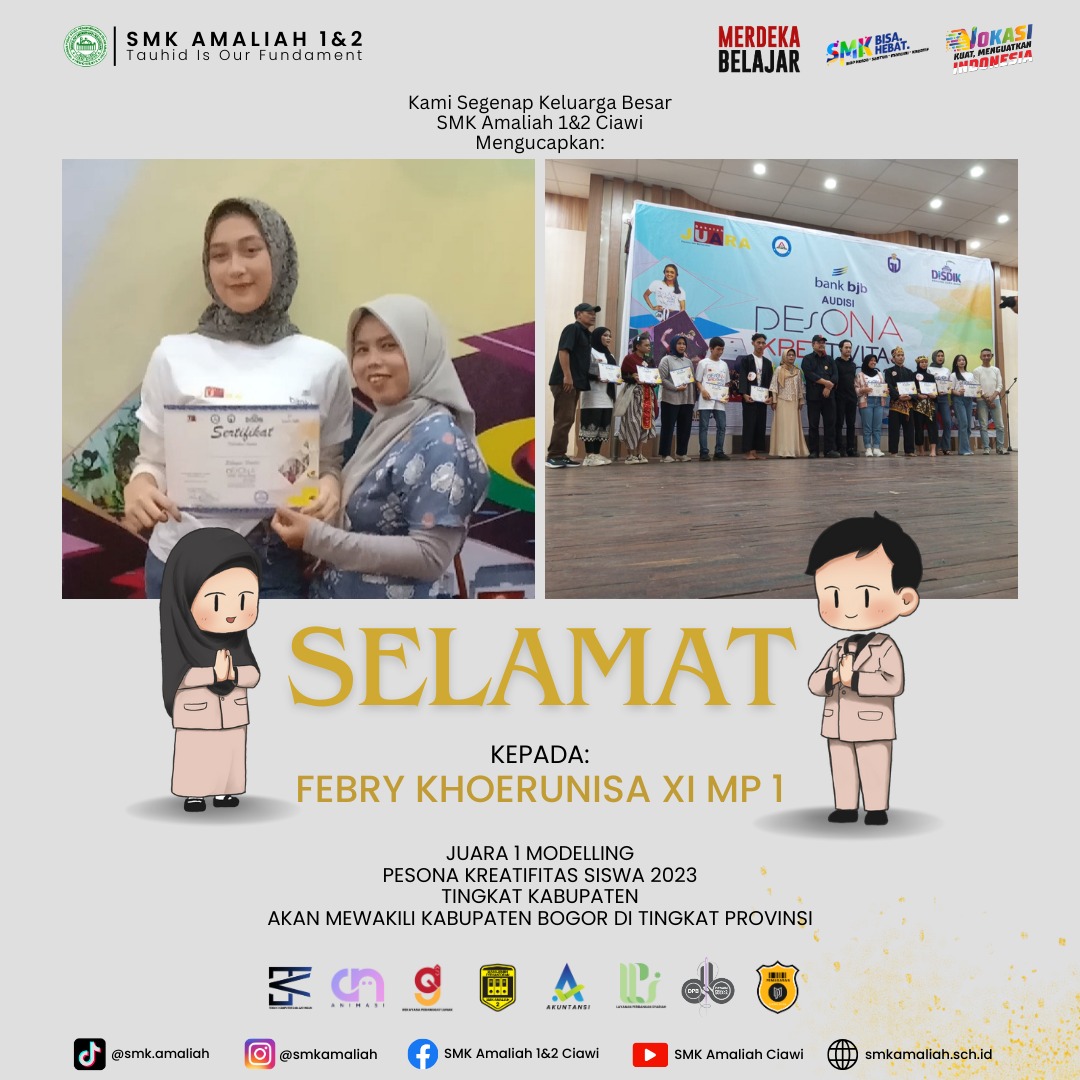 SMK AMALIAH 1&2
Tauhid Is Our Fundament
MERDEKA
BELAJAR
SMK BISA.
HEBAT.
VOKASI
KUAT, MENGUATKAN
INDONESIA
Kami Segenap Keluarga Besar
SMK Amaliah 1&2 Ciawi
Mengucapkan:
Sertifikat
JUARA
DISDIK
bank bjb
AUDISI
PESONA
SELAMAT
KEPADA:
FEBRY KHOERUNISA XI MP 1
JUARA 1 MODELLING
PESONA KREATIFITAS SISWA 2023
TINGKAT KABUPATEN
AKAN MEWAKILI KABUPATEN BOGOR DI TINGKAT PROVINSI
ANIMASI
AKUNTANSI
DPB
@smk.amaliah
@smkamaliah
SMK Amaliah 1&2 Ciawi
SMK Amaliah Ciawi
smkamaliah.sch.id